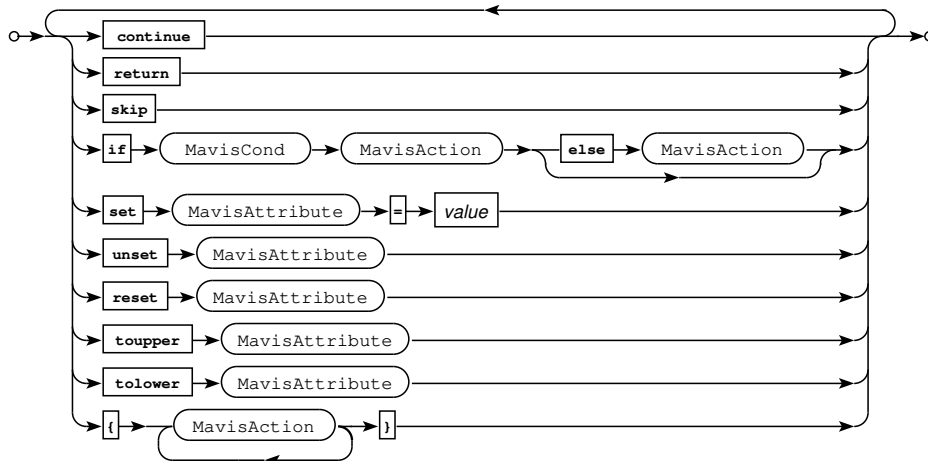 continue
return
skip
if MavisCond MavisAction else MavisAction
set MavisAttribute = value
unset MavisAttribute
reset MavisAttribute
toupper MavisAttribute
tolower MavisAttribute
{ MavisAction }